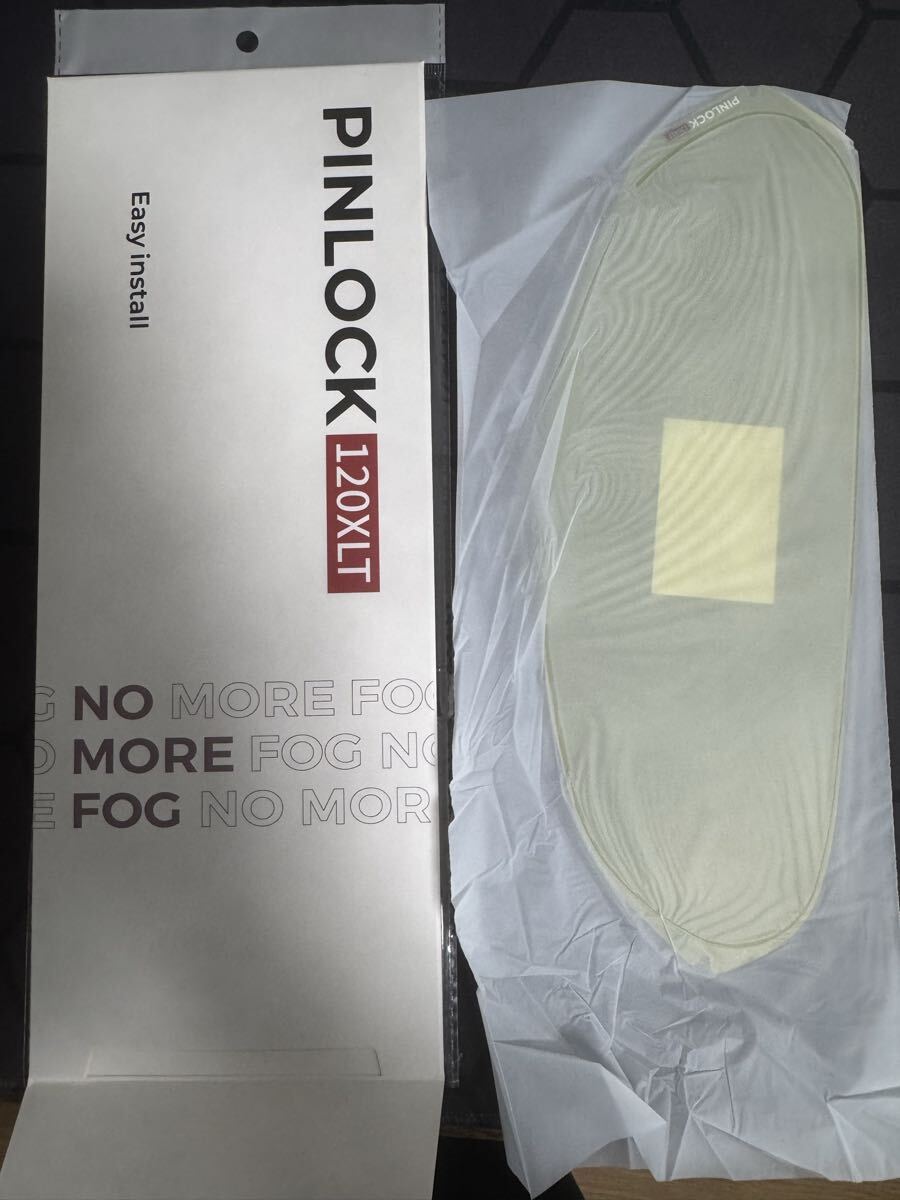 PINLOCK 120XLT
Easy install
G NO MORE FOG
O MORE FOG NO
E FOG NO MOR
PINLOCK